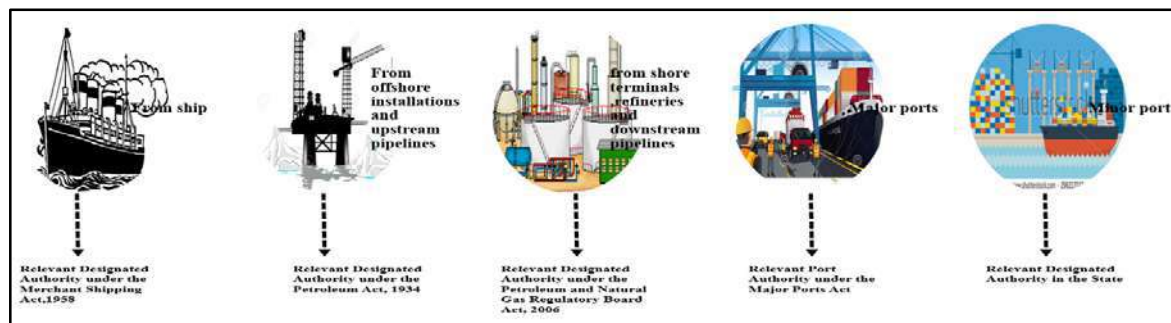 From ship
From
offshore
installations
and
upstream
pipelines
from shore
terminals
,refineries
and
downstream
pipelines
Major ports
Minor port
Relevant Designated
Authority under the
Merchant Shipping
Act,1958
Relevant Designated
Authority under the
Petroleum Act, 1934
Relevant Designated
Authority under the
Petroleum and Natural
Gas Regulatory Board
Act, 2006
Relevant Port
Authority under the
Major Ports Act
Relevant Designated
Authority in the State